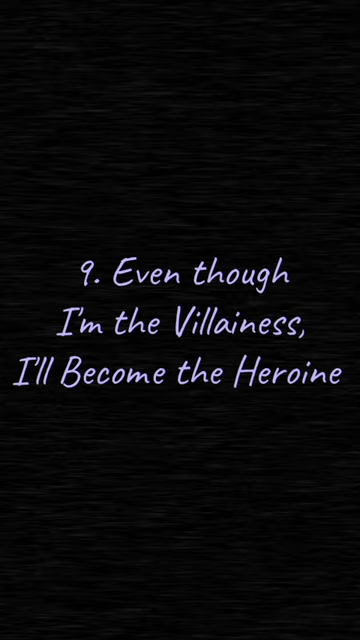 9. Even though
I'm the Villainess,
I'll Become the Heroine